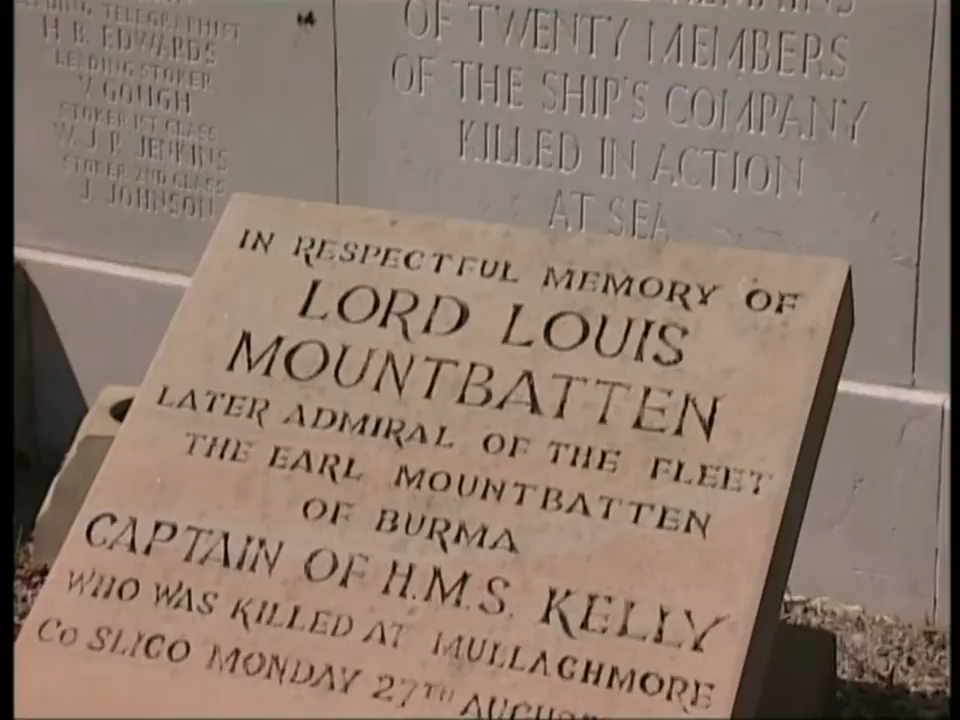 LEADING TELEGRAPHIST
H. B. EDWARDS
LEADING STOKER
V. GOUGH
STOKER 1ST CLASS
W. J. P. JENKINS
STOKER 2ND CLASS
J. JOHNSON
OF TWENTY MEMBERS
OF THE SHIP'S COMPANY
KILLED IN ACTION
AT SEA
IN RESPECTFUL MEMORY OF
LORD LOUIS
MOUNTBATTEN
LATER ADMIRAL OF THE FLEET
THE EARL MOUNTBATTEN
OF BURMA
CAPTAIN OF H.M.S. KELLY
WHO WAS KILLED AT MULLAGHMORE
CO SLIGO MONDAY 27TH AUGUST